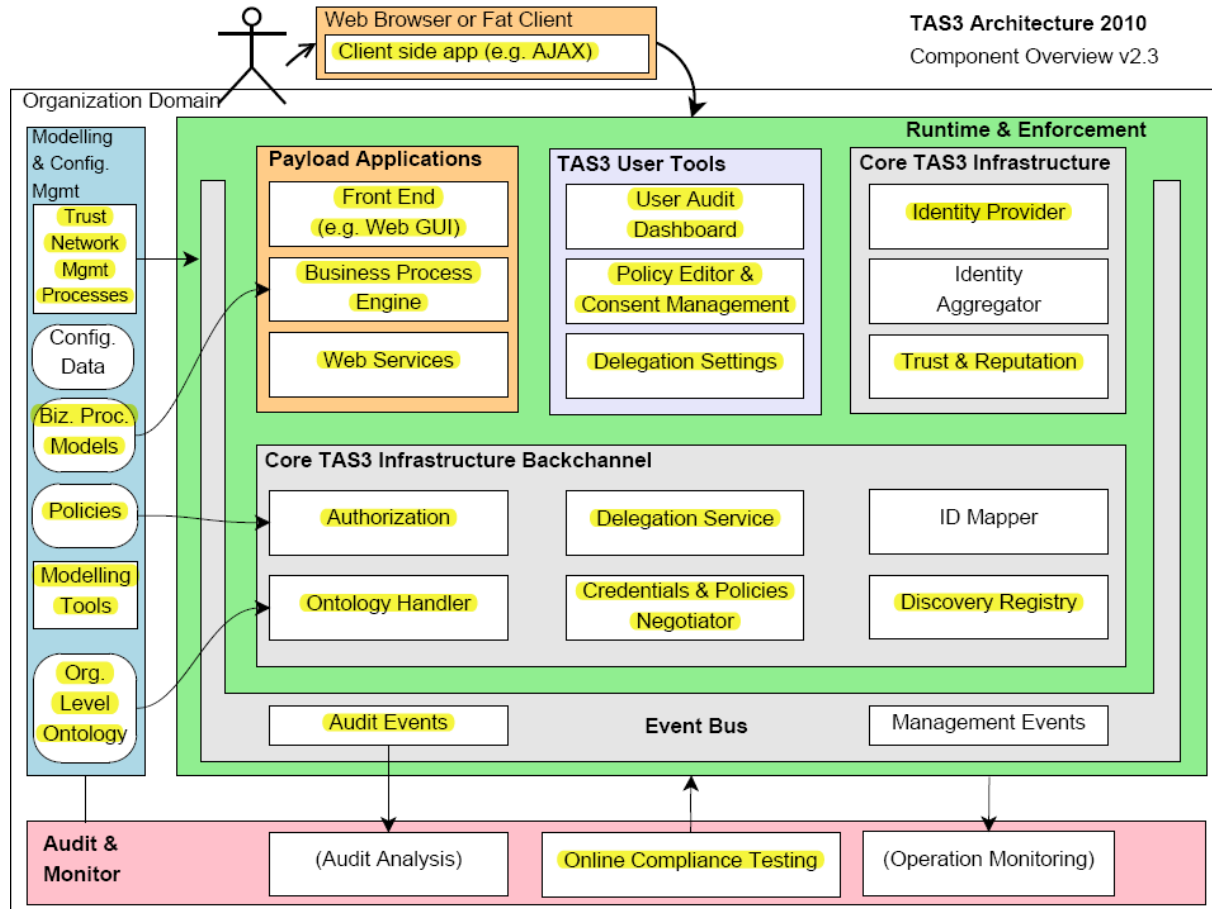 Web Browser or Fat Client
Client side app (e.g. AJAX)
TAS3 Architecture 2010
Component Overview v2.3
Organization Domain
Modelling
& Config.
Mgmt
Trust
Network
Mgmt
Processes
Config.
Data
Biz. Proc.
Models
Policies
Modelling
Tools
Org.
Level
Ontology
Runtime & Enforcement
Payload Applications
Front End
(e.g. Web GUI)
Business Process
Engine
Web Services
TAS3 User Tools
User Audit
Dashboard
Policy Editor &
Consent Management
Delegation Settings
Core TAS3 Infrastructure
Identity Provider
Identity
Aggregator
Trust & Reputation
Core TAS3 Infrastructure Backchannel
Authorization
Delegation Service
ID Mapper
Ontology Handler
Credentials & Policies
Negotiator
Discovery Registry
Audit Events
Event Bus
Management Events
Audit &
Monitor
(Audit Analysis)
Online Compliance Testing
(Operation Monitoring)